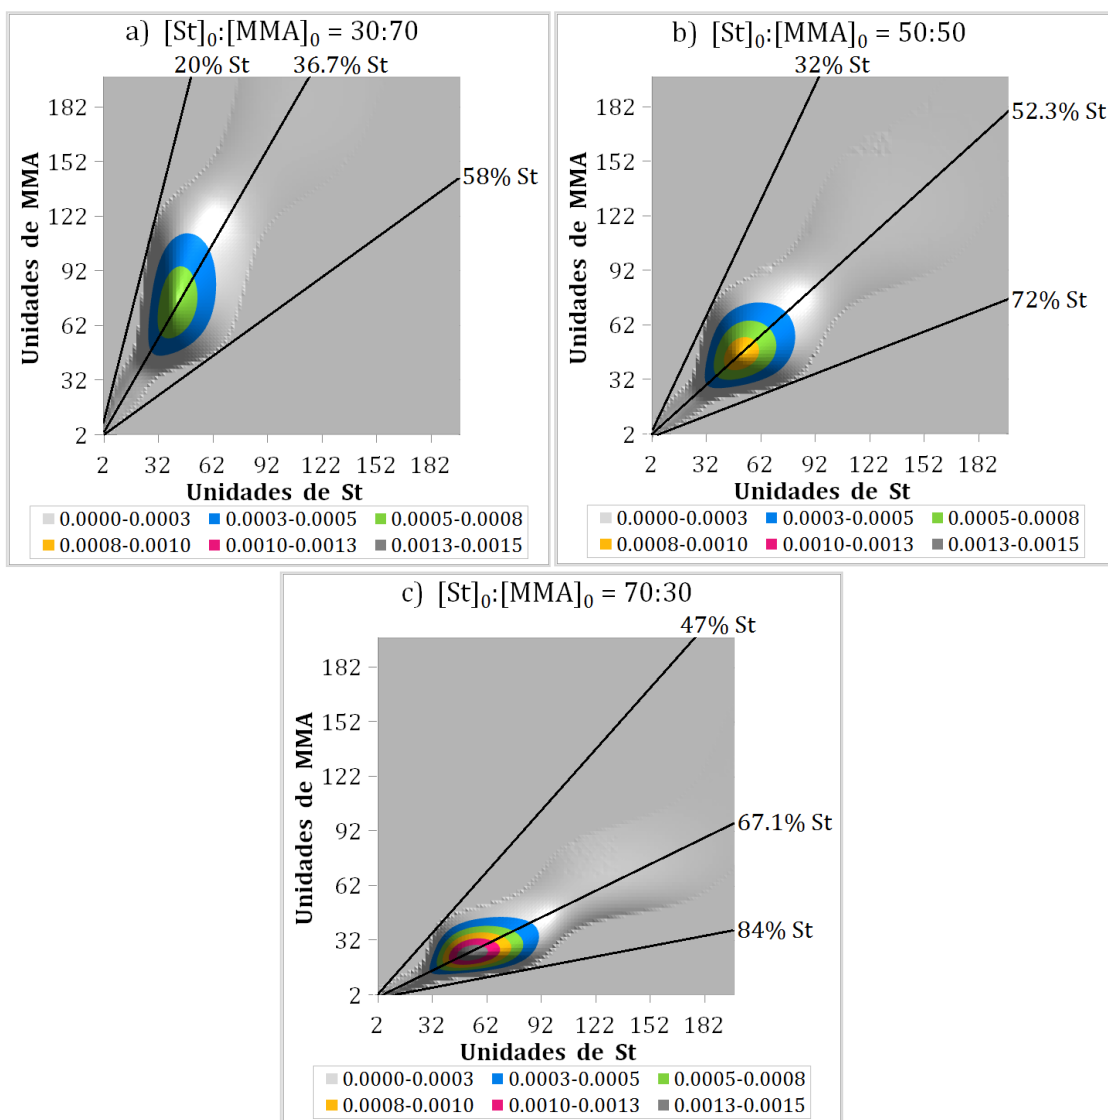 a) [St]₀:[MMA]₀ = 30:70
20% St 36.7% St
182
152
58% St
122
92
62
32
2
Unidades de MMA
2 32 62 92 122 152 182
Unidades de St
0.0000-0.0003 0.0003-0.0005 0.0005-0.0008
0.0008-0.0010 0.0010-0.0013 0.0013-0.0015
b) [St]₀:[MMA]₀ = 50:50
32% St
182
52.3% St
152
122
92
72% St
62
32
2
Unidades de MMA
2 32 62 92 122 152 182
Unidades de St
0.0000-0.0003 0.0003-0.0005 0.0005-0.0008
0.0008-0.0010 0.0010-0.0013 0.0013-0.0015
c) [St]₀:[MMA]₀ = 70:30
47% St
182
152
122
92
67.1% St
62
32
84% St
2
Unidades de MMA
2 32 62 92 122 152 182
Unidades de St
0.0000-0.0003 0.0003-0.0005 0.0005-0.0008
0.0008-0.0010 0.0010-0.0013 0.0013-0.0015